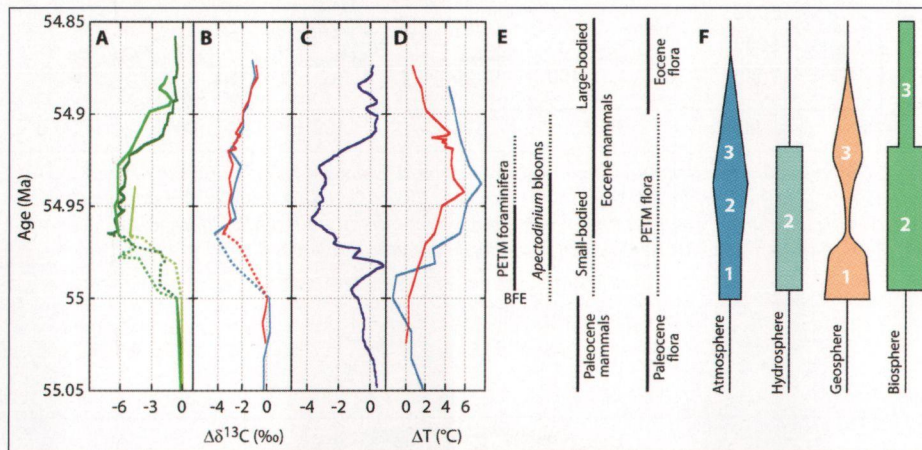 A B C D E F
54.85
54.9
54.95
55
55.05
Age (Ma)
-6 -3 0
-4 -2 0
-4 -2 0
0 2 4 6
Δδ¹³C (‰)
ΔT (°C)
PETM foraminifera
BFE
Apectodinium blooms
Large-bodied
Small-bodied
Eocene mammals
Paleocene mammals
Eocene flora
PETM flora
Paleocene flora
Atmosphere
3
2
1
Hydrosphere
2
Geosphere
3
1
Biosphere
3
2